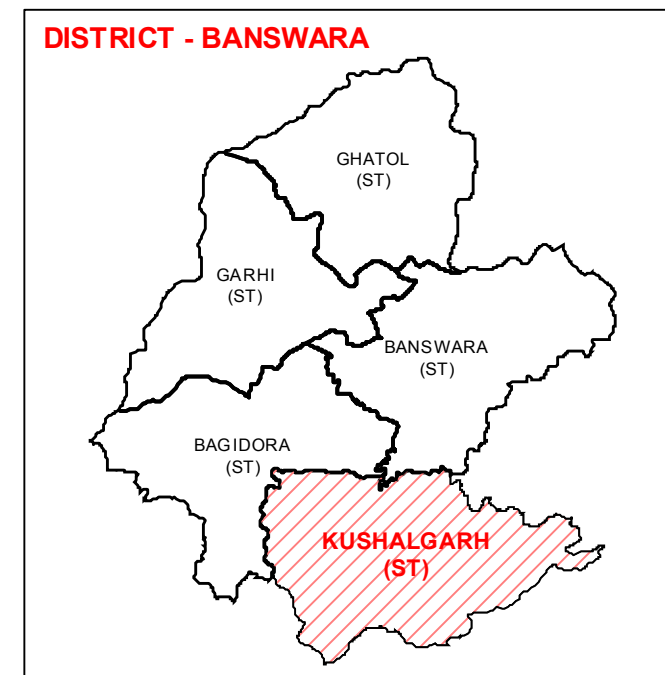 DISTRICT - BANSWARA
GHATOL
(ST)
GARHI
(ST)
BANSWARA
(ST)
BAGIDORA
(ST)
KUSHALGARH
(ST)